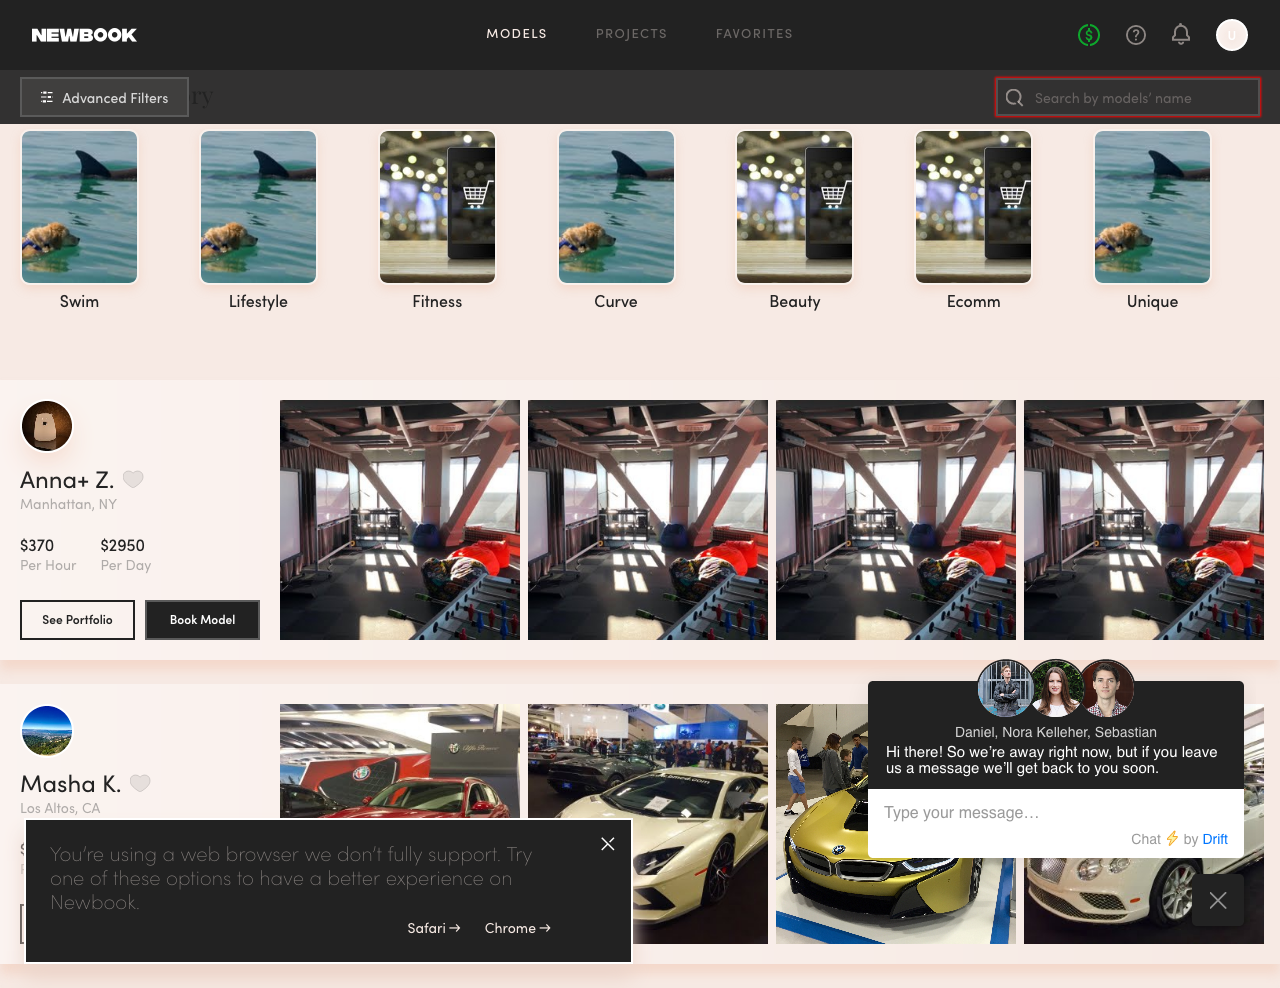 NEWBOOK
Models
Projects
Favorites
U
Advanced Filters
ry
Search by models’ name
Swim
lifestyle
Fitness
Curve
Beauty
Ecomm
Unique
Anna+ Z.
Manhattan, NY
$370
$2950
Per Hour
Per Day
See Portfolio
Book Model
Masha K.
Los Altos, CA
Daniel, Nora Kelleher, Sebastian
Hi there! So we’re away right now, but if you leave
us a message we’ll get back to you soon.
Type your message…
Chat ⚡ by Drift
You’re using a web browser we don’t fully support. Try
one of these options to have a better experience on
Newbook.
Safari →
Chrome →